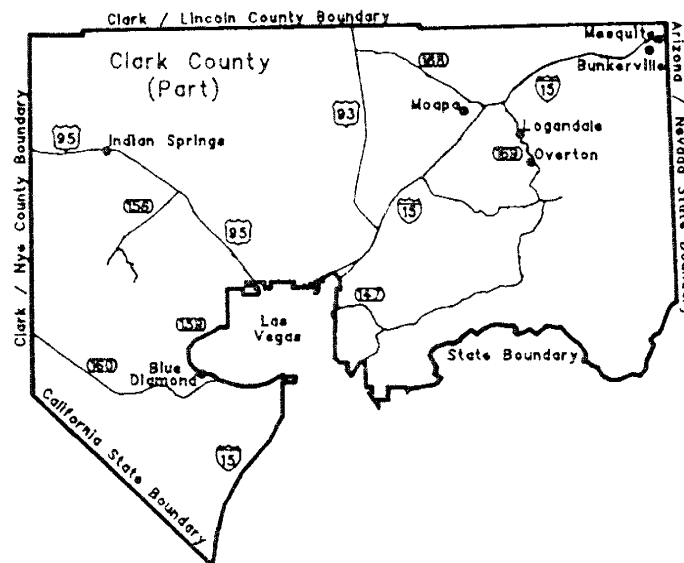 Clark / Lincoln County Boundary
Clark County
(Part)
Mesquite
Bunkerville
Arizona / Nevada State Boundary
168
15
93
Moapa
95
Indian Springs
Logandale
169
Overton
Clark / Nye County Boundary
156
15
95
147
159
Las
Vegas
160
Blue
Diamond
State Boundary
California State Boundary
15